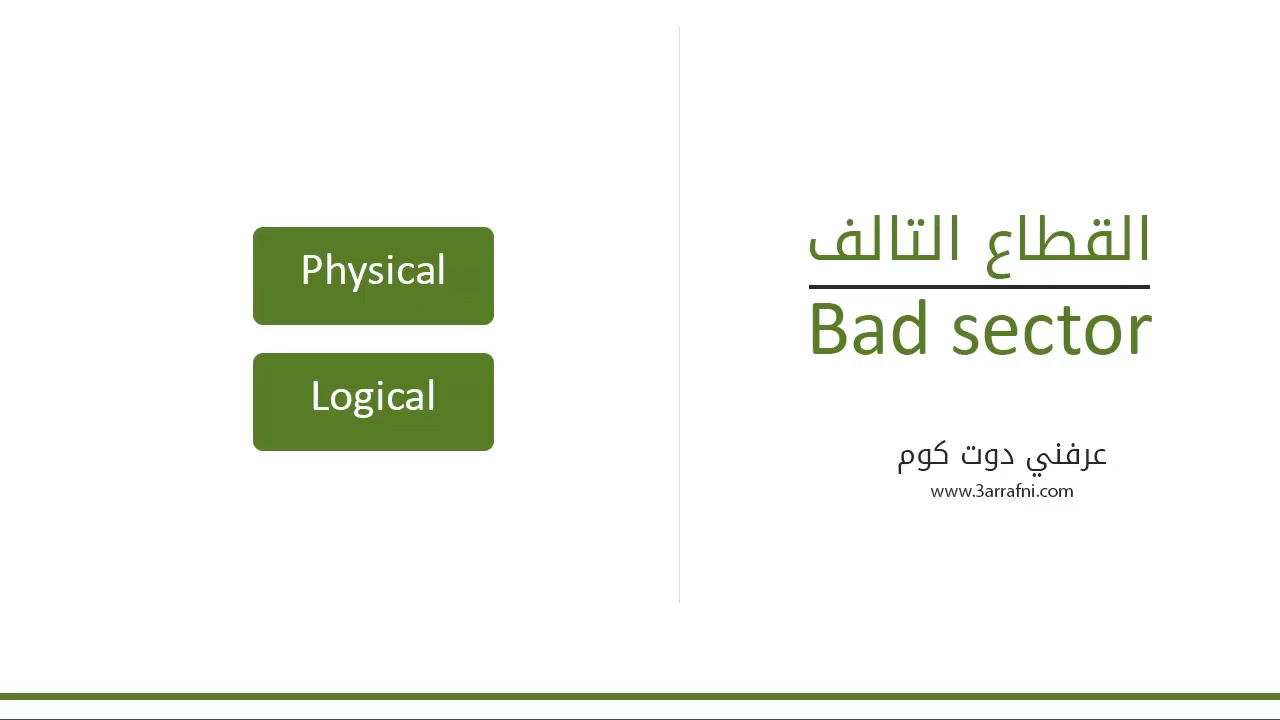 القطاع التالف
Bad sector
عرفني دوت كوم
www.3arrafni.com
Physical
Logical